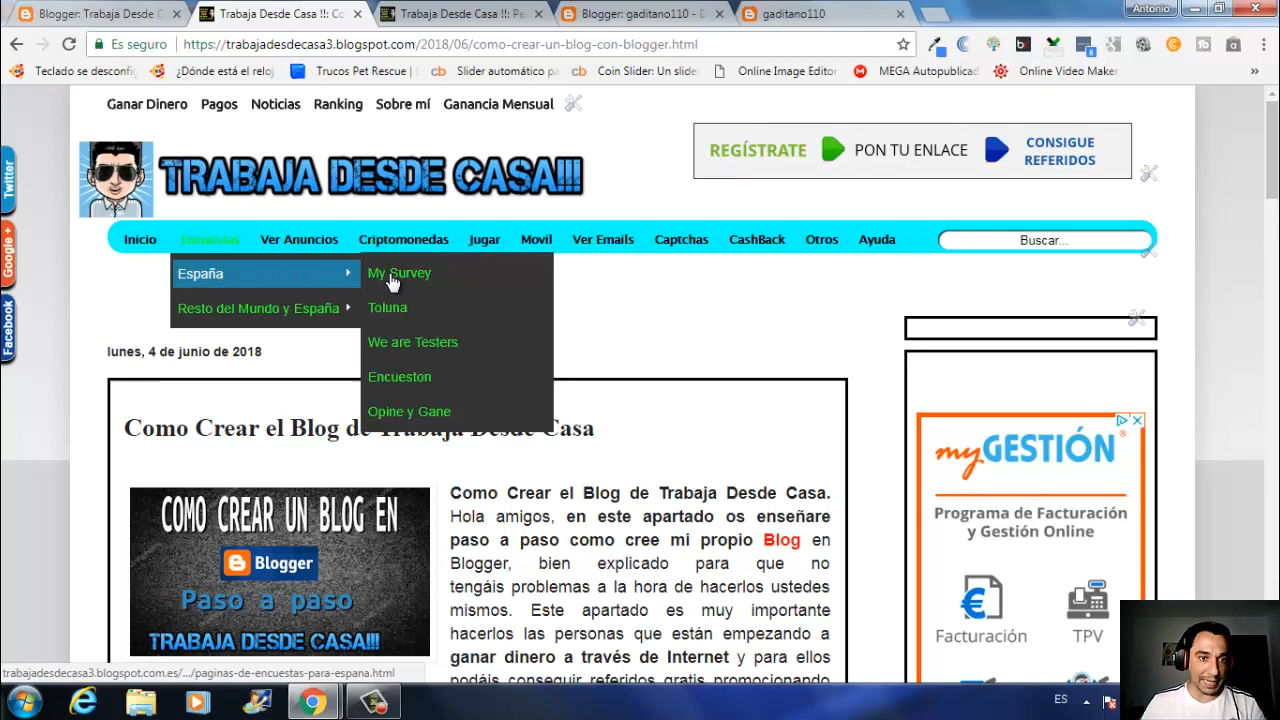 Blogger: Trabaja Desde C
Trabaja Desde Casa !!: Co
Trabaja Desde Casa !!: Pe
Blogger: gaditano110 - D
gaditano110
Antonio
Es seguro
https://trabajadesdecasa3.blogspot.com/2018/06/como-crear-un-blog-con-blogger.html
Teclado se desconfig
¿Dónde está el reloj
Trucos Pet Rescue
Slider automático pa
Coin Slider: Un slide
Online Image Editor
MEGA Autopublicad
Online Video Maker
»
Ganar Dinero
Pagos
Noticias
Ranking
Sobre mí
Ganancia Mensual
TRABAJA DESDE CASA!!!
REGÍSTRATE
PON TU ENLACE
CONSIGUE
REFERIDOS
Twitter
Google +
Facebook
Inicio
Encuestas
Ver Anuncios
Criptomonedas
Jugar
Movil
Ver Emails
Captchas
CashBack
Otros
Ayuda
Buscar...
España
Resto del Mundo y España
My Survey
Toluna
We are Testers
Encueston
Opine y Gane
lunes, 4 de junio de 2018
Como Crear el Blog de Trabaja Desde Casa
COMO CREAR UN BLOG EN
Blogger
Paso a paso
TRABAJA DESDE CASA!!!
Como Crear el Blog de Trabaja Desde Casa.
Hola amigos, en este apartado os enseñare
paso a paso como cree mi propio Blog en
Blogger, bien explicado para que no
tengáis problemas a la hora de hacerlos ustedes
mismos. Este apartado es muy importante
hacerlos las personas que están empezando a
ganar dinero a través de Internet y para ellos
podáis conseguir referidos gratis promocionando
myGESTIÓN®
Programa de Facturación
y Gestión Online
Facturación
TPV
trabajadesdecasa3.blogspot.com.es/.../paginas-de-encuestas-para-espana.html
ES